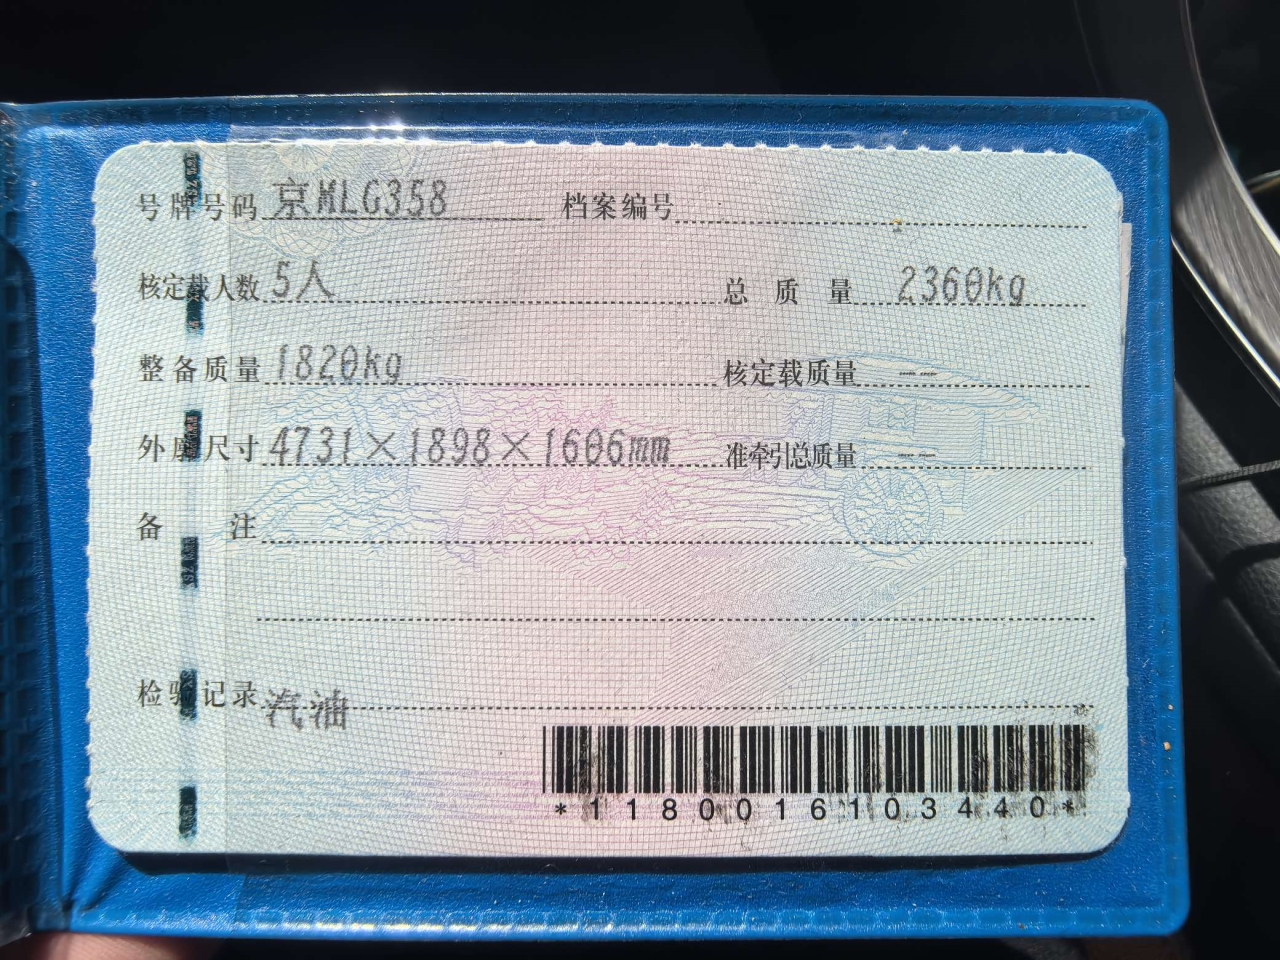 号牌号码 京MLG358 档案编号
核定载人数 5人 总质量 2360kg
整备质量 1820kg 核定载质量 -- --
外廓尺寸 4731×1898×1606mm 准牵引总质量 -- --
备注
检验记录 汽油
*1180016103440*